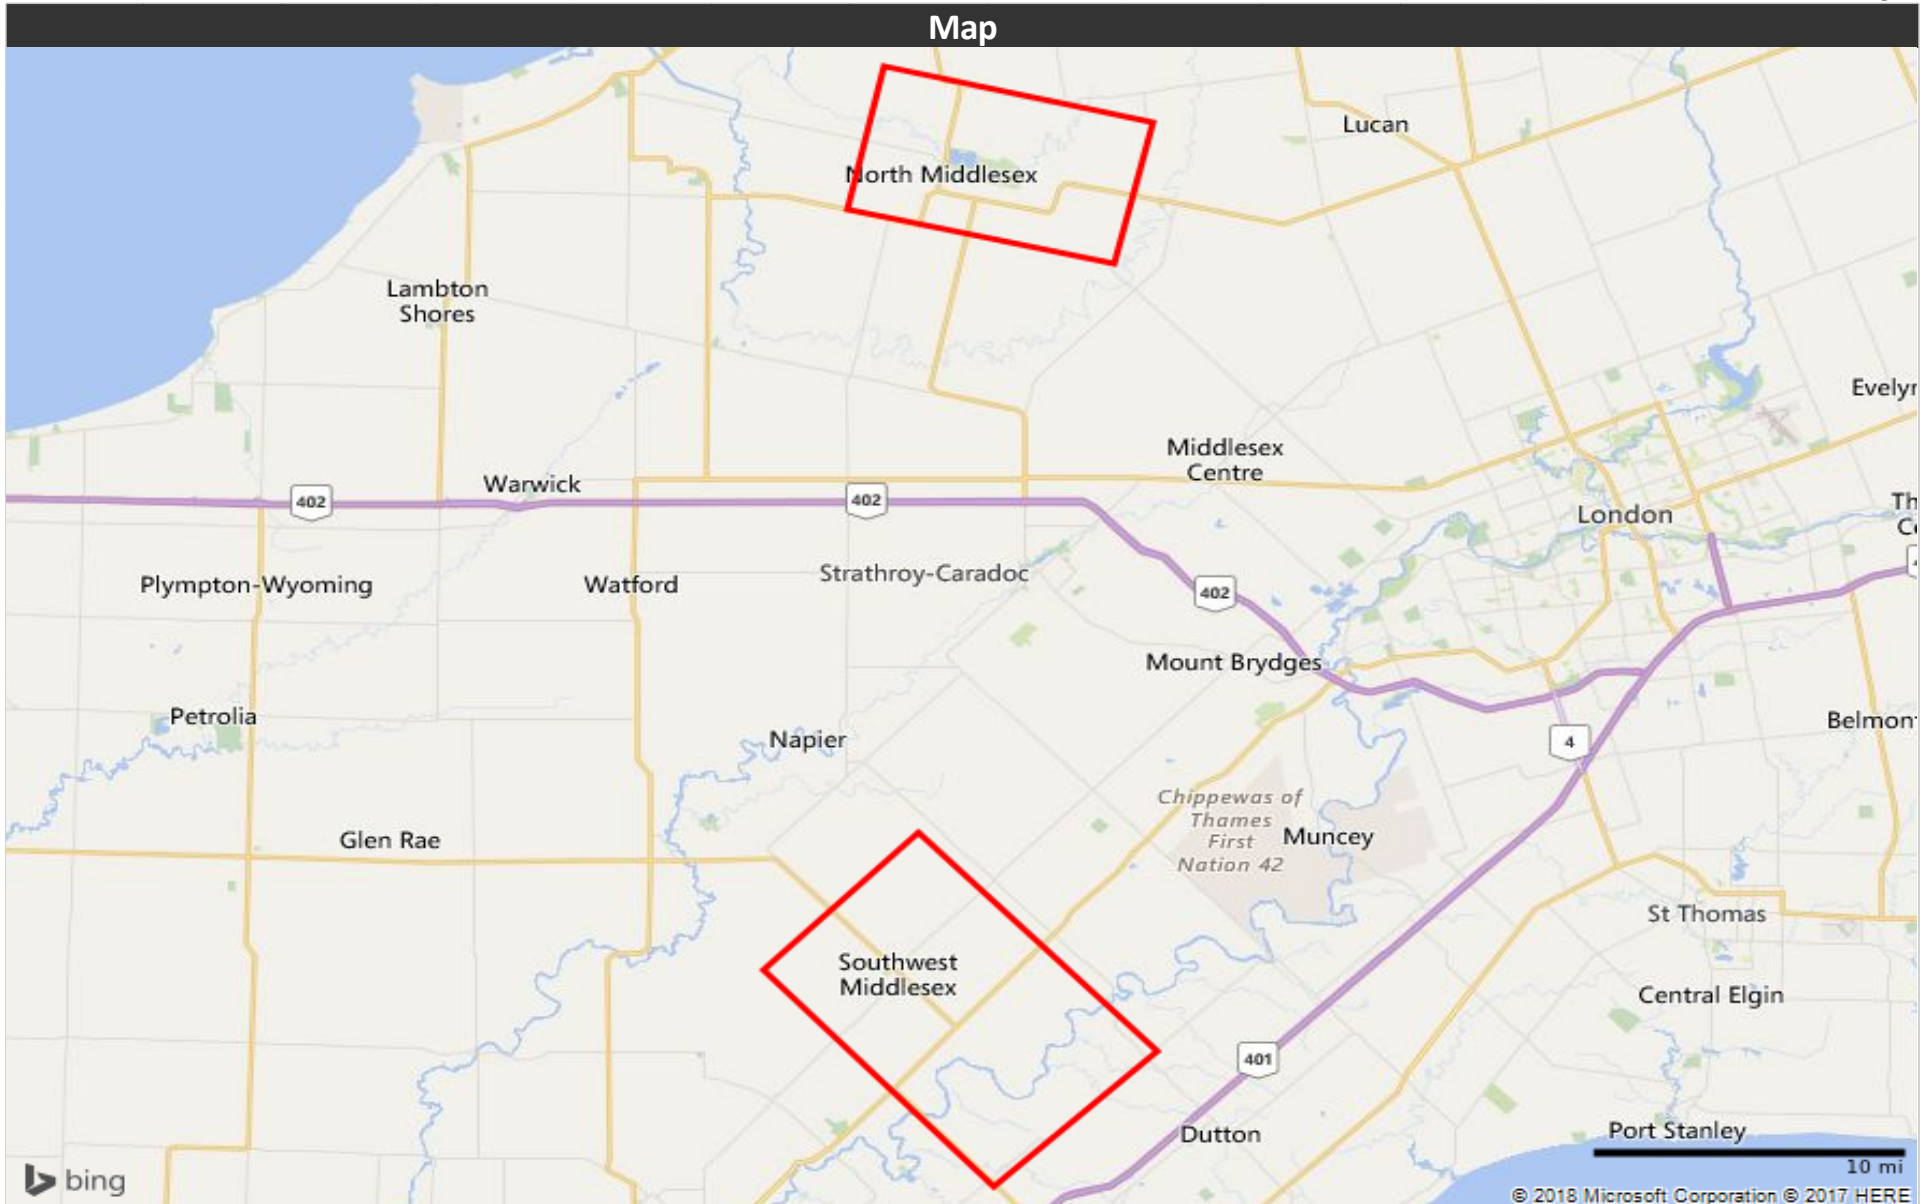 Map
Lucan
North Middlesex
Lambton
Shores
Evelyn
Middlesex
Centre
Warwick
402
402
London
Th
Plympton-Wyoming
Watford
Strathroy-Caradoc
402
Mount Brydges
Petrolia
Napier
4
Belmont
Chippewas of
Thames
First
Nation 42
Muncey
Glen Rae
St Thomas
Southwest
Middlesex
Central Elgin
401
Dutton
Port Stanley
10 mi
bing
© 2018 Microsoft Corporation © 2017 HERE